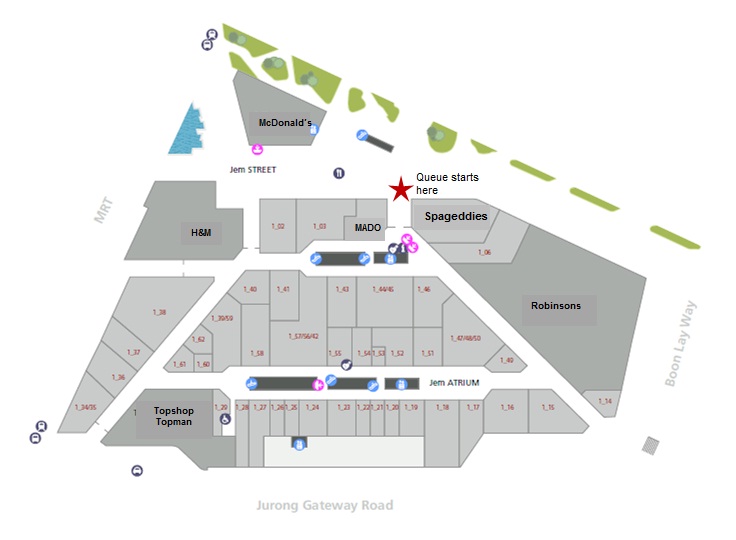 McDonald's
Jem STREET
Queue starts
here
MRT
H&M
1_02
1_03
MADO
Spageddies
1_06
Robinsons
Boon Lay Way
1_38
1_37
1_36
1_34/35
1_40
1_41
1_43
1_44/45
1_46
1_39/59
1_62
1_61
1_60
1_58
1_57/56/42
1_55
1_54
1_53
1_52
1_51
1_47/48/50
1_49
Jem ATRIUM
1_14
Topshop
Topman
1_29
1_28
1_27
1_26
1_25
1_24
1_23
1_22
1_21
1_20
1_19
1_18
1_17
1_16
1_15
Jurong Gateway Road